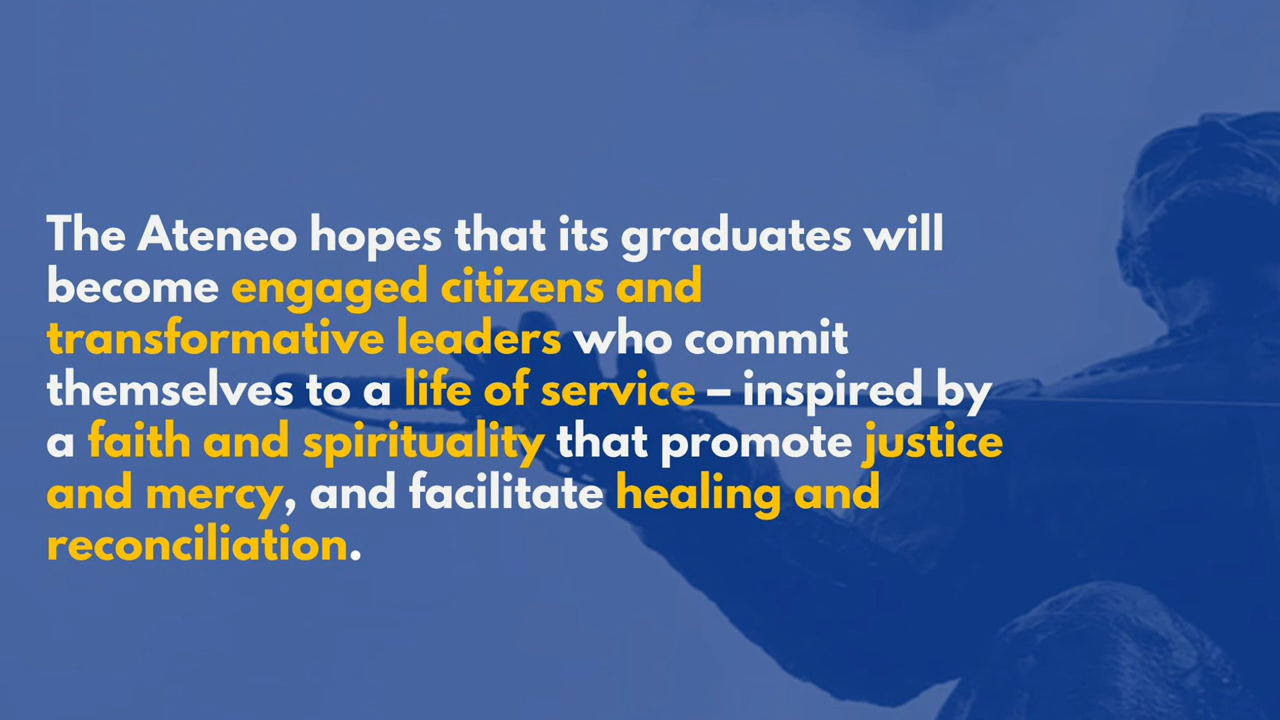 The Ateneo hopes that its graduates will
become engaged citizens and
transformative leaders who commit
themselves to a life of service – inspired by
a faith and spirituality that promote justice
and mercy, and facilitate healing and
reconciliation.